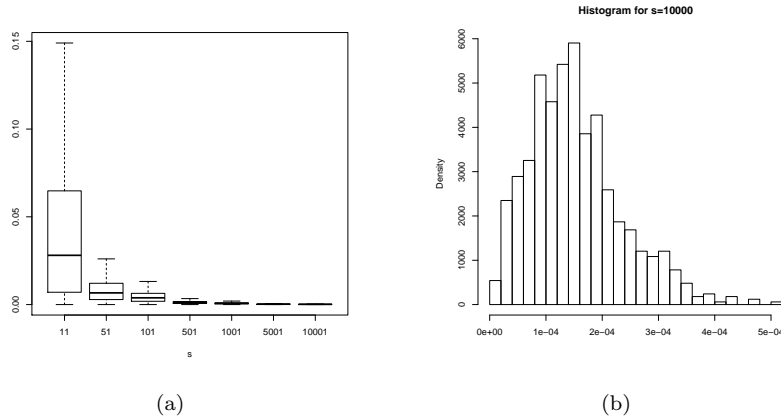 0.15
0.10
0.05
0.00
11 51 101 501 1001 5001 10001
s
(a)
Histogram for s=10000
Density
6000
5000
4000
3000
2000
1000
0
0e+00 1e−04 2e−04 3e−04 4e−04 5e−04
(b)